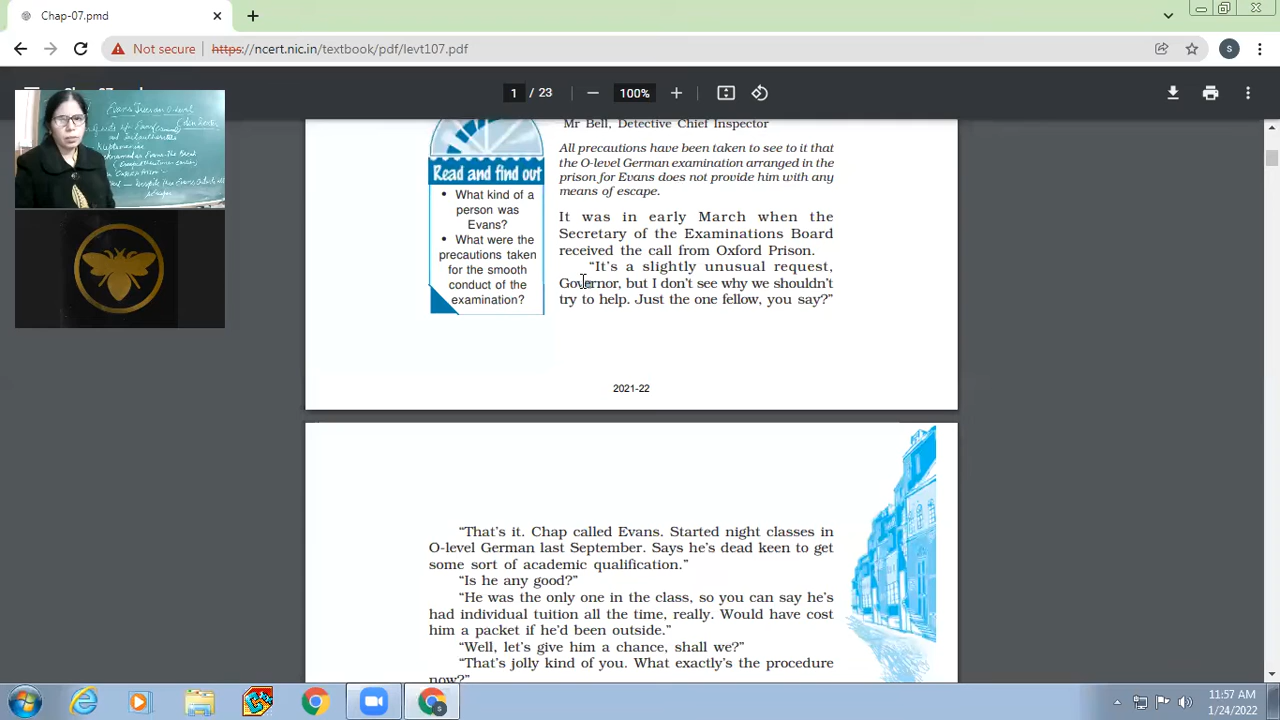 Chap-07.pmd
Not secure
https://ncert.nic.in/textbook/pdf/levt107.pdf
S
1 / 23
100%
Mr Bell, Detective Chief Inspector
All precautions have been taken to see to it that
the O-level German examination arranged in the
prison for Evans does not provide him with any
means of escape.
Read and find out
• What kind of a
person was
Evans?
• What were the
precautions taken
for the smooth
conduct of the
examination?
It was in early March when the
Secretary of the Examinations Board
received the call from Oxford Prison.
“It’s a slightly unusual request,
Governor, but I don’t see why we shouldn’t
try to help. Just the one fellow, you say?”
2021-22
“That’s it. Chap called Evans. Started night classes in
O-level German last September. Says he’s dead keen to get
some sort of academic qualification.”
“Is he any good?”
“He was the only one in the class, so you can say he’s
had individual tuition all the time, really. Would have cost
him a packet if he’d been outside.”
“Well, let’s give him a chance, shall we?”
“That’s jolly kind of you. What exactly’s the procedure
now?”
11:57 AM
1/24/2022